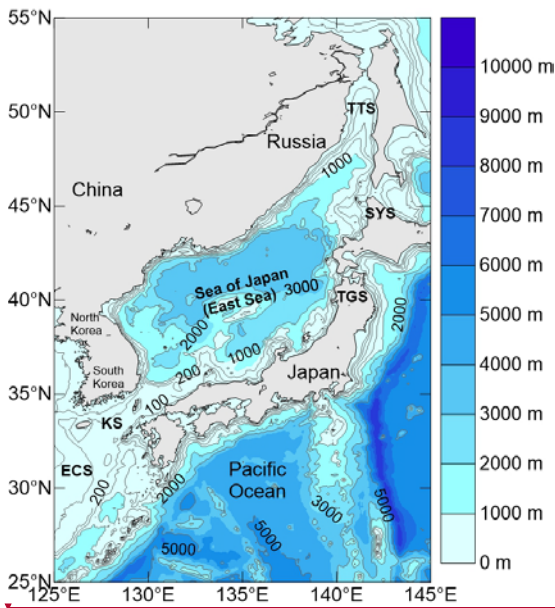 55°N
50°N
45°N
40°N
35°N
30°N
25°N
125°E
130°E
135°E
140°E
145°E
TTS
Russia
1000
China
SYS
Sea of Japan
(East Sea)
3000
TGS
2000
North
Korea
2000
1000
South
Korea
200
Japan
100
KS
ECS
200
2000
Pacific
Ocean
3000
5000
5000
5000
10000 m
9000 m
8000 m
7000 m
6000 m
5000 m
4000 m
3000 m
2000 m
1000 m
0 m